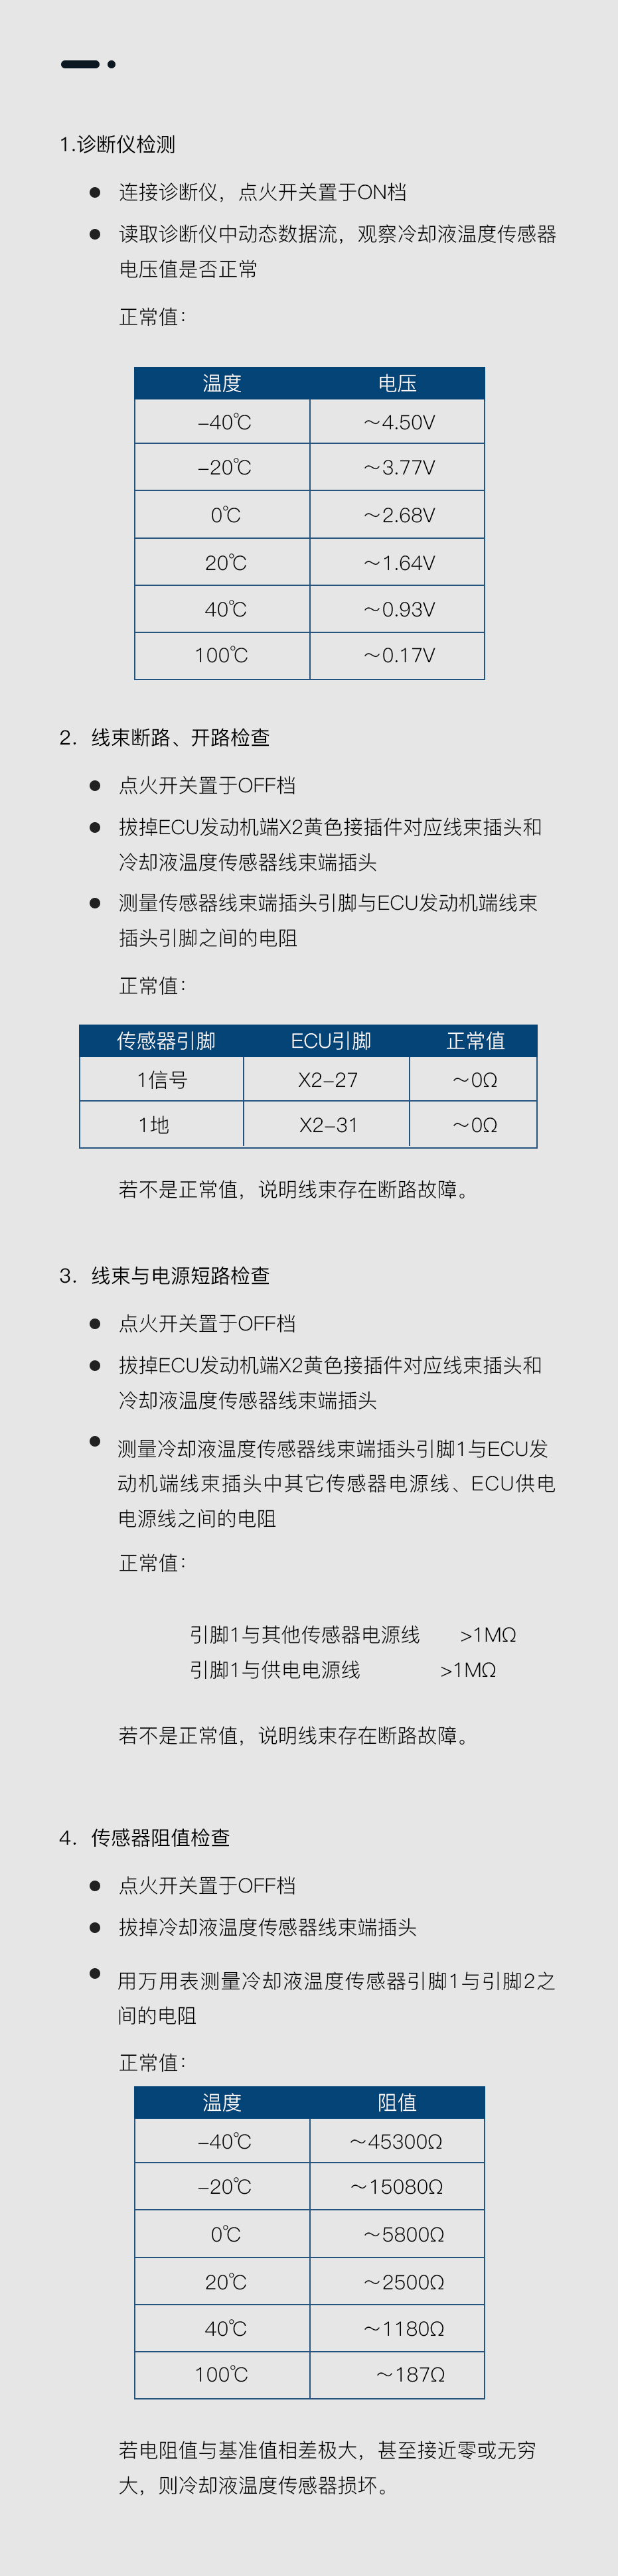 1.诊断仪检测
连接诊断仪，点火开关置于ON档
读取诊断仪中动态数据流，观察冷却液温度传感器
电压值是否正常
正常值：
温度 电压
-40℃ ～4.50V
-20℃ ～3.77V
0℃ ～2.68V
20℃ ～1.64V
40℃ ～0.93V
100℃ ～0.17V
2. 线束断路、开路检查
点火开关置于OFF档
拔掉ECU发动机端X2黄色接插件对应线束插头和
冷却液温度传感器线束端插头
测量传感器线束端插头引脚与ECU发动机端线束
插头引脚之间的电阻
正常值：
传感器引脚 ECU引脚 正常值
1信号 X2-27 ～0Ω
1地 X2-31 ～0Ω
若不是正常值，说明线束存在断路故障。
3. 线束与电源短路检查
点火开关置于OFF档
拔掉ECU发动机端X2黄色接插件对应线束插头和
冷却液温度传感器线束端插头
测量冷却液温度传感器线束端插头引脚1与ECU发
动机端线束插头中其它传感器电源线、ECU供电
电源线之间的电阻
正常值：
引脚1与其他传感器电源线 >1MΩ
引脚1与供电电源线 >1MΩ
若不是正常值，说明线束存在断路故障。
4. 传感器阻值检查
点火开关置于OFF档
拔掉冷却液温度传感器线束端插头
用万用表测量冷却液温度传感器引脚1与引脚2之
间的电阻
正常值：
温度 阻值
-40℃ ～45300Ω
-20℃ ～15080Ω
0℃ ～5800Ω
20℃ ～2500Ω
40℃ ～1180Ω
100℃ ～187Ω
若电阻值与基准值相差极大，甚至接近零或无穷
大，则冷却液温度传感器损坏。